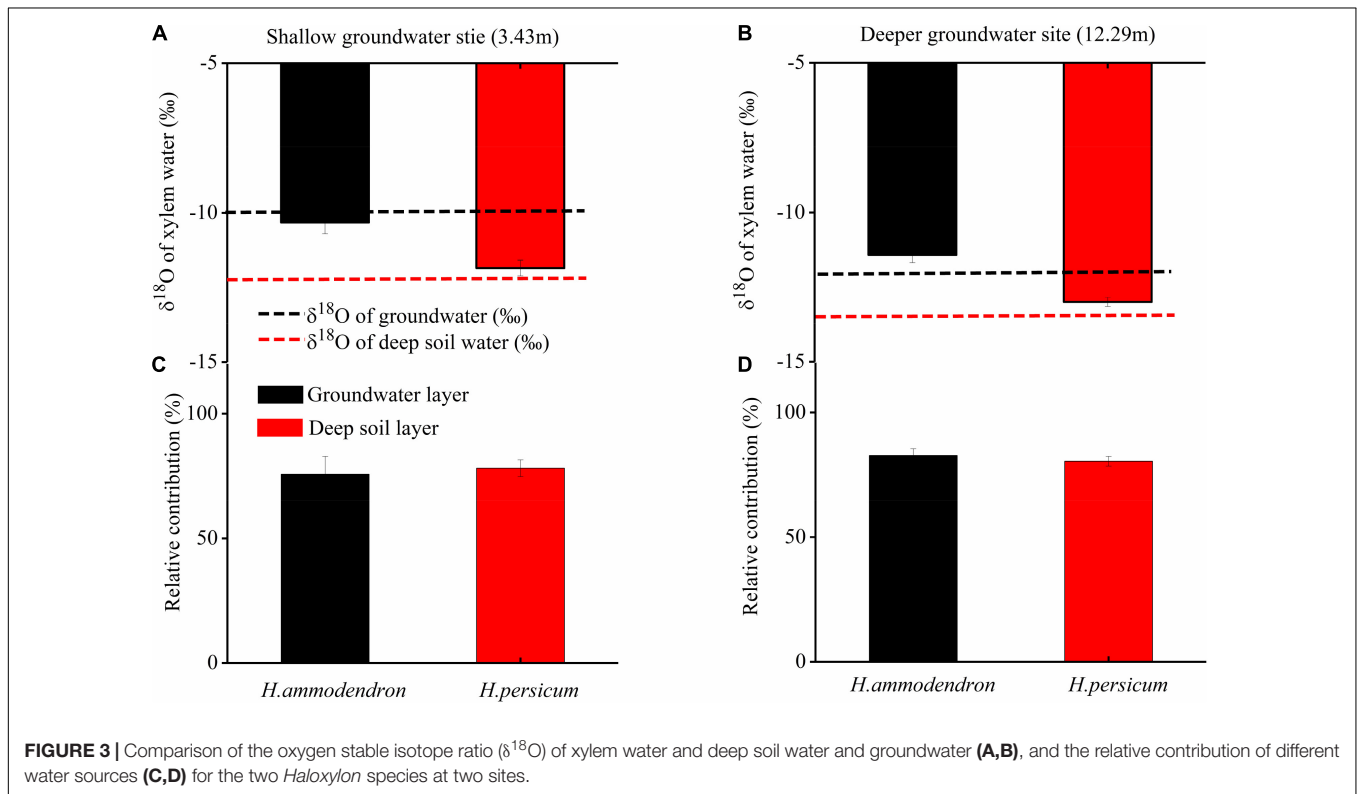 A
Shallow groundwater stie (3.43m)
-5
-10
-15
δ18O of xylem water (‰)
δ18O of groundwater (‰)
δ18O of deep soil water (‰)
B
Deeper groundwater site (12.29m)
-5
-10
-15
δ18O of xylem water (‰)
C
Groundwater layer
Deep soil layer
100
50
0
Relative contribution (%)
H.ammodendron
H.persicum
D
100
50
0
Relative contribution (%)
H.ammodendron
H.persicum
FIGURE 3 | Comparison of the oxygen stable isotope ratio (δ18O) of xylem water and deep soil water and groundwater (A,B), and the relative contribution of different
water sources (C,D) for the two Haloxylon species at two sites.